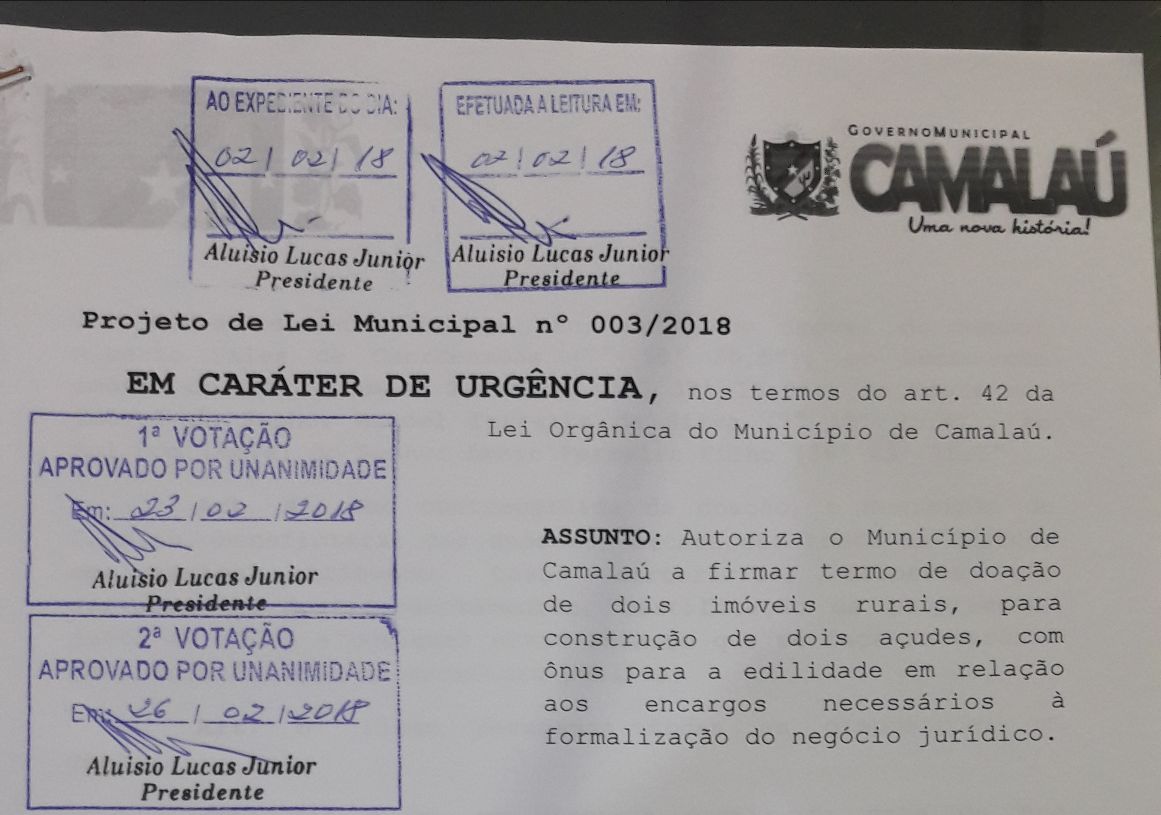 AO EXPEDIENTE DO DIA:
02 / 02 / 18
Aluisio Lucas Junior
Presidente
EFETUADA A LEITURA EM:
02 / 02 / 18
Aluisio Lucas Junior
Presidente
GOVERNOMUNICIPAL
CAMALAÚ
Uma nova história!
Projeto de Lei Municipal nº 003/2018
EM CARÁTER DE URGÊNCIA, nos termos do art. 42 da
Lei Orgânica do Município de Camalaú.
1ª VOTAÇÃO
APROVADO POR UNANIMIDADE
Em: 23 / 02 / 2018
Aluisio Lucas Junior
Presidente
2ª VOTAÇÃO
APROVADO POR UNANIMIDADE
Em: 26 / 02 / 2018
Aluisio Lucas Junior
Presidente
ASSUNTO: Autoriza o Município de
Camalaú a firmar termo de doação
de dois imóveis rurais, para
construção de dois açudes, com
ônus para a edilidade em relação
aos encargos necessários à
formalização do negócio jurídico.